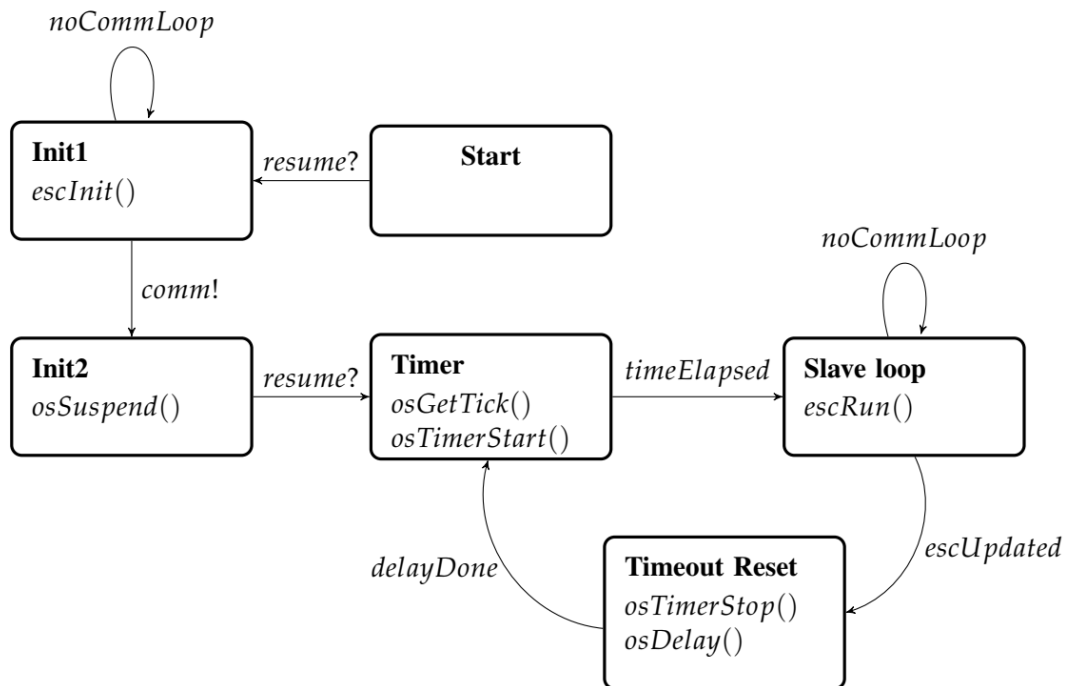 noCommLoop
Init1
escInit()
resume?
Start
comm!
noCommLoop
Init2
osSuspend()
resume?
Timer
osGetTick()
osTimerStart()
timeElapsed
Slave loop
escRun()
delayDone
Timeout Reset
osTimerStop()
osDelay()
escUpdated